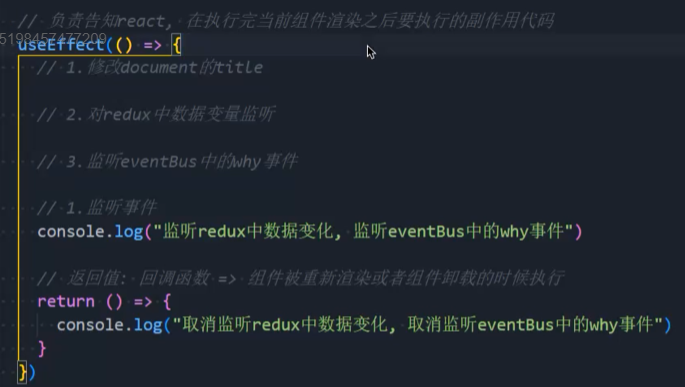 // 负责告知react, 在执行完当前组件渲染之后要执行的副作用代码
5198457477209
useEffect(() => {
// 1.修改document的title
// 2.对redux中数据变量监听
// 3.监听eventBus中的why事件
// 1.监听事件
console.log("监听redux中数据变化, 监听eventBus中的why事件")
// 返回值: 回调函数 => 组件被重新渲染或者组件卸载的时候执行
return () => {
console.log("取消监听redux中数据变化, 取消监听eventBus中的why事件")
}
})